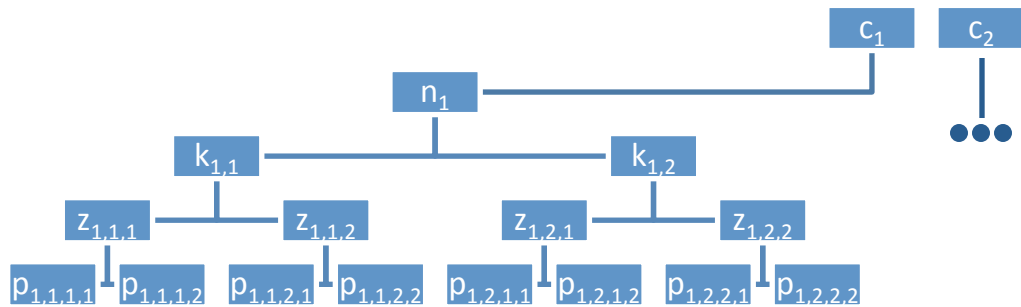 c₁ c₂
n₁
k₁,₁ k₁,₂
z₁,₁,₁ z₁,₁,₂ z₁,₂,₁ z₁,₂,₂
p₁,₁,₁,₁ p₁,₁,₁,₂ p₁,₁,₂,₁ p₁,₁,₂,₂ p₁,₂,₁,₁ p₁,₂,₁,₂ p₁,₂,₂,₁ p₁,₂,₂,₂